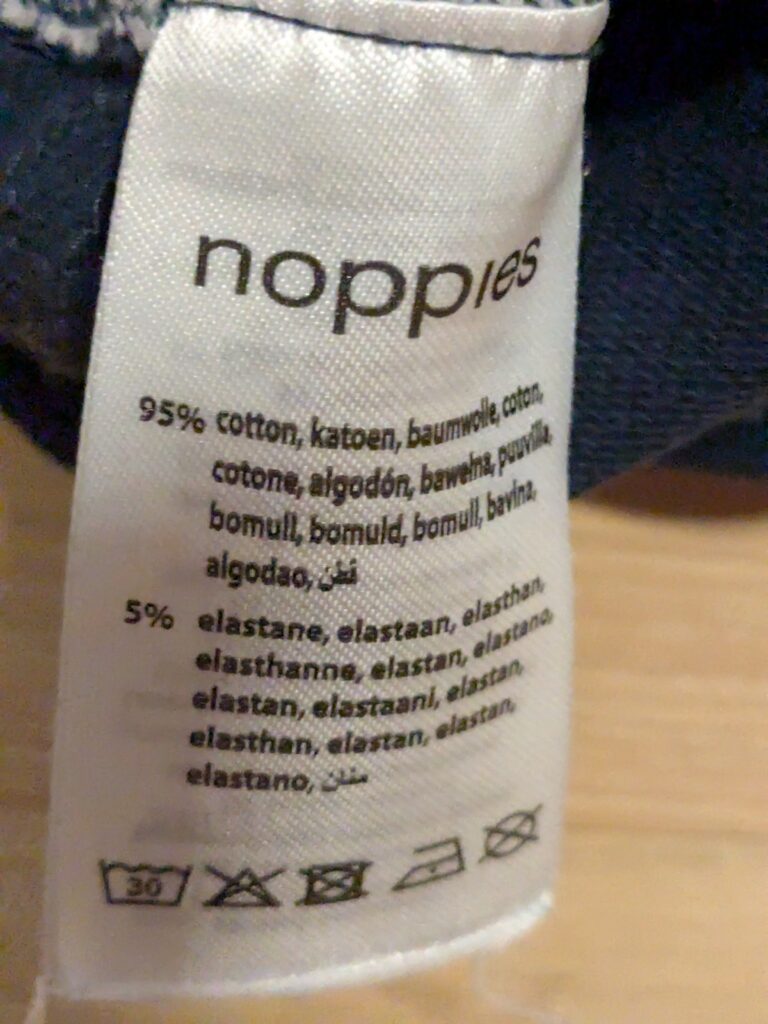 noppies
95% cotton, katoen, baumwolle, coton,
cotone, algodón, bawełna, puuvilla,
bomull, bomuld, bomull, bavlna,
algodao, قطن
5% elastane, elastaan, elasthan,
elasthanne, elastan, elastano,
elastan, elastaani, elastan,
elasthan, elastan, elastan,
elastano,
30